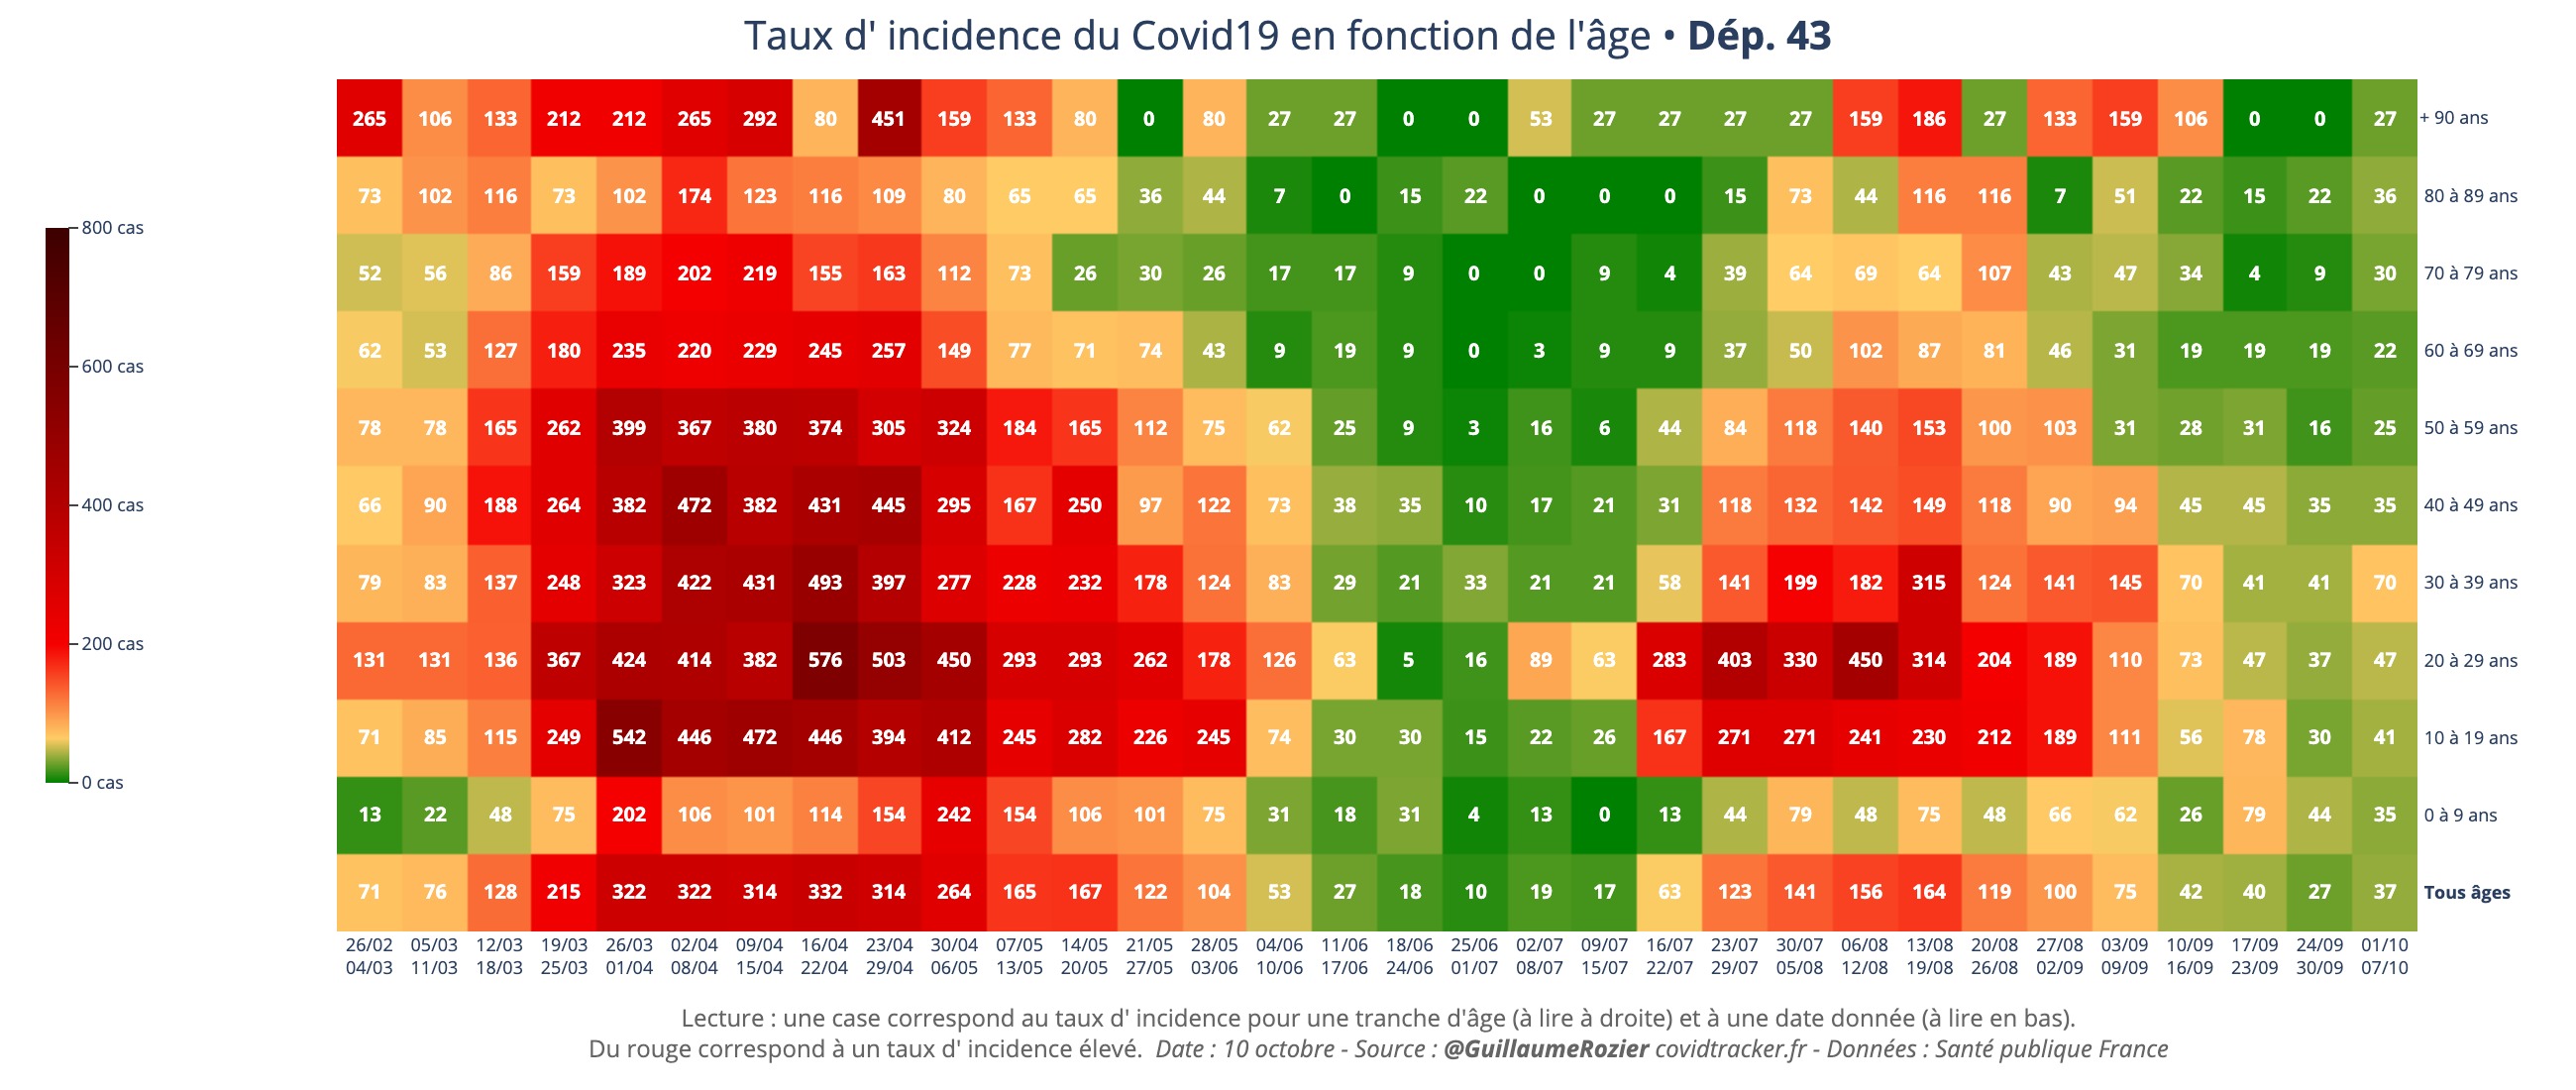 Taux d' incidence du Covid19 en fonction de l'âge • Dép. 43
800 cas
600 cas
400 cas
200 cas
0 cas
265 106 133 212 212 265 292 80 451 159 133 80 0 80 27 27 0 0 53 27 27 27 27 159 186 27 133 159 106 0 0 27 + 90 ans
73 102 116 73 102 174 123 116 109 80 65 65 36 44 7 0 15 22 0 0 0 15 73 44 116 116 7 51 22 15 22 36 80 à 89 ans
52 56 86 159 189 202 219 155 163 112 73 26 30 26 17 17 9 0 0 9 4 39 64 69 64 107 43 47 34 4 9 30 70 à 79 ans
62 53 127 180 235 220 229 245 257 149 77 71 74 43 9 19 9 0 3 9 9 37 50 102 87 81 46 31 19 19 19 22 60 à 69 ans
78 78 165 262 399 367 380 374 305 324 184 165 112 75 62 25 9 3 16 6 44 84 118 140 153 100 103 31 28 31 16 25 50 à 59 ans
66 90 188 264 382 472 382 431 445 295 167 250 97 122 73 38 35 10 17 21 31 118 132 142 149 118 90 94 45 45 35 35 40 à 49 ans
79 83 137 248 323 422 431 493 397 277 228 232 178 124 83 29 21 33 21 21 58 141 199 182 315 124 141 145 70 41 41 70 30 à 39 ans
131 131 136 367 424 414 382 576 503 450 293 293 262 178 126 63 5 16 89 63 283 403 330 450 314 204 189 110 73 47 37 47 20 à 29 ans
71 85 115 249 542 446 472 446 394 412 245 282 226 245 74 30 30 15 22 26 167 271 271 241 230 212 189 111 56 78 30 41 10 à 19 ans
13 22 48 75 202 106 101 114 154 242 154 106 101 75 31 18 31 4 13 0 13 44 79 48 75 48 66 62 26 79 44 35 0 à 9 ans
71 76 128 215 322 322 314 332 314 264 165 167 122 104 53 27 18 10 19 17 63 123 141 156 164 119 100 75 42 40 27 37 Tous âges
26/02 05/03 12/03 19/03 26/03 02/04 09/04 16/04 23/04 30/04 07/05 14/05 21/05 28/05 04/06 11/06 18/06 25/06 02/07 09/07 16/07 23/07 30/07 06/08 13/08 20/08 27/08 03/09 10/09 17/09 24/09 01/10
04/03 11/03 18/03 25/03 01/04 08/04 15/04 22/04 29/04 06/05 13/05 20/05 27/05 03/06 10/06 17/06 24/06 01/07 08/07 15/07 22/07 29/07 05/08 12/08 19/08 26/08 02/09 09/09 16/09 23/09 30/09 07/10
Lecture : une case correspond au taux d' incidence pour une tranche d'âge (à lire à droite) et à une date donnée (à lire en bas).
Du rouge correspond à un taux d' incidence élevé. Date : 10 octobre - Source : @GuillaumeRozier covidtracker.fr - Données : Santé publique France